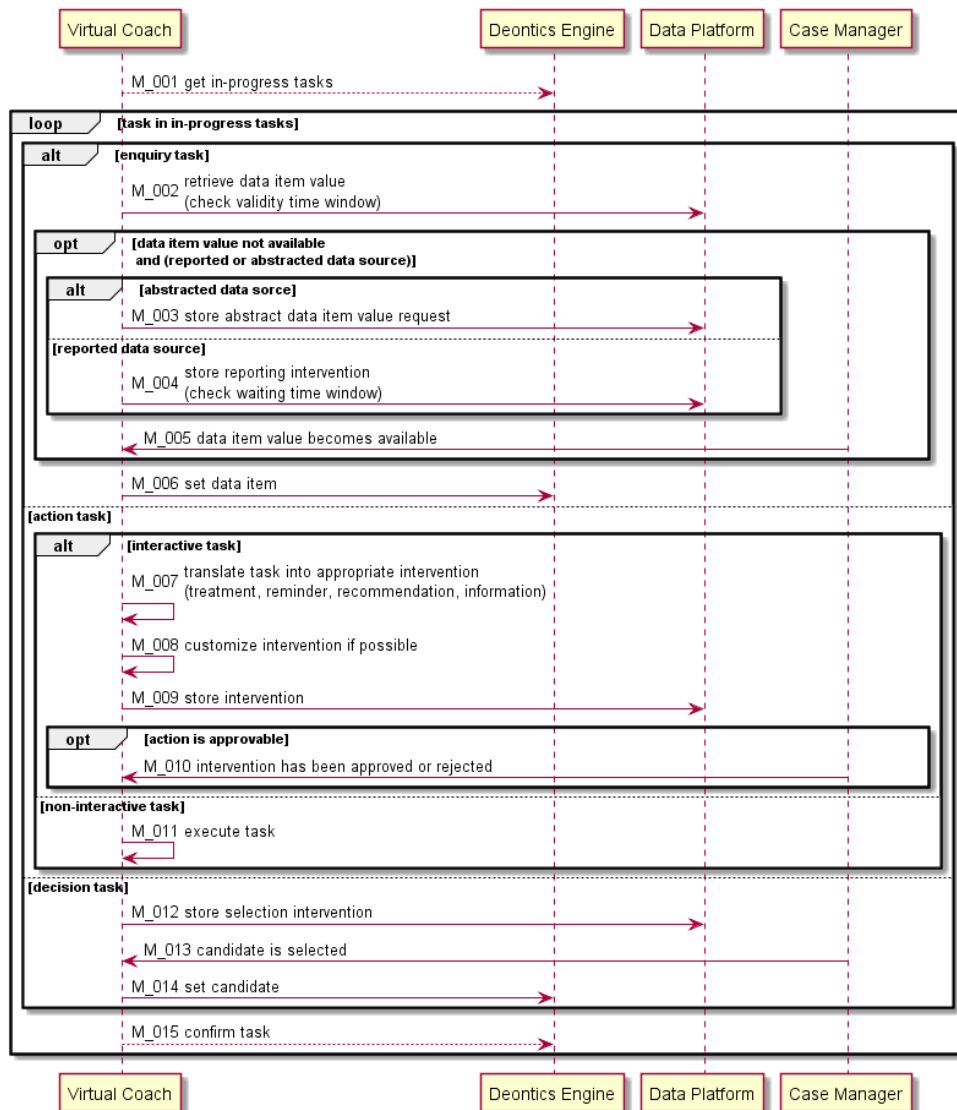 Virtual Coach Deontics Engine Data Platform Case Manager
M_001 get in-progress tasks
loop [task in in-progress tasks]
alt [enquiry task]
M_002 retrieve data item value
(check validity time window)
opt [data item value not available
and (reported or abstracted data source)]
alt [abstracted data sorce]
M_003 store abstract data item value request
[reported data source]
M_004 store reporting intervention
(check waiting time window)
M_005 data item value becomes available
M_006 set data item
[action task]
alt [interactive task]
M_007 translate task into appropriate intervention
(treatment, reminder, recommendation, information)
M_008 customize intervention if possible
M_009 store intervention
opt [action is approvable]
M_010 intervention has been approved or rejected
[non-interactive task]
M_011 execute task
[decision task]
M_012 store selection intervention
M_013 candidate is selected
M_014 set candidate
M_015 confirm task
Virtual Coach Deontics Engine Data Platform Case Manager